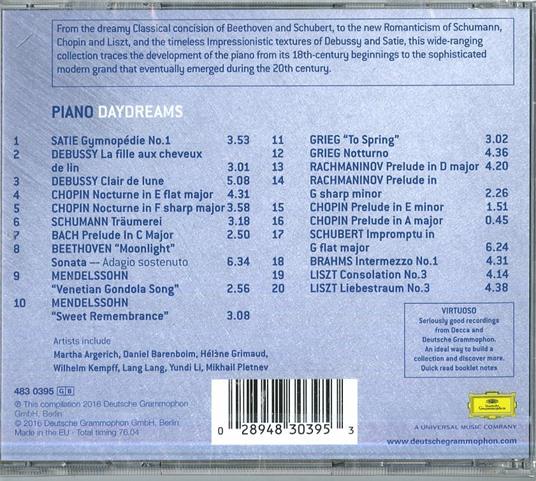 From the dreamy Classical concision of Beethoven and Schubert, to the new Romanticism of Schumann,
Chopin and Liszt, and the timeless Impressionistic textures of Debussy and Satie, this wide-ranging
collection traces the development of the piano from its 18th-century beginnings to the sophisticated
modern grand that eventually emerged during the 20th century.
PIANO DAYDREAMS
1 SATIE Gymnopédie No.1 3.53
2 DEBUSSY La fille aux cheveux
de lin 3.01
3 DEBUSSY Clair de lune 5.08
4 CHOPIN Nocturne in E flat major 4.31
5 CHOPIN Nocturne in F sharp major 3.58
6 SCHUMANN Träumerei 3.18
7 BACH Prelude in C Major 2.50
8 BEETHOVEN "Moonlight"
Sonata — Adagio sostenuto 6.34
9 MENDELSSOHN
"Venetian Gondola Song" 2.56
10 MENDELSSOHN
"Sweet Remembrance" 3.08
11 GRIEG "To Spring" 3.02
12 GRIEG Notturno 4.36
13 RACHMANINOV Prelude in D major 4.20
14 RACHMANINOV Prelude in
G sharp minor 2.26
15 CHOPIN Prelude in E minor 1.51
16 CHOPIN Prelude in A major 0.45
17 SCHUBERT Impromptu in
G flat major 6.24
18 BRAHMS Intermezzo No.1 4.31
19 LISZT Consolation No.3 4.14
20 LISZT Liebestraum No.3 4.38
Artists include
Martha Argerich, Daniel Barenboim, Hélène Grimaud,
Wilhelm Kempff, Lang Lang, Yundi Li, Mikhail Pletnev
VIRTUOSO
Seriously good recordings
from Decca and
Deutsche Grammophon.
An ideal way to build a
collection and discover more.
Quick read booklet notes
483 0395 GB
℗ This compilation 2016 Deutsche Grammophon
GmbH, Berlin
© 2016 Deutsche Grammophon GmbH, Berlin
Made in the EU · Total timing 76.04
0 28948 30395 3
A UNIVERSAL MUSIC COMPANY
www.deutschegrammophon.com